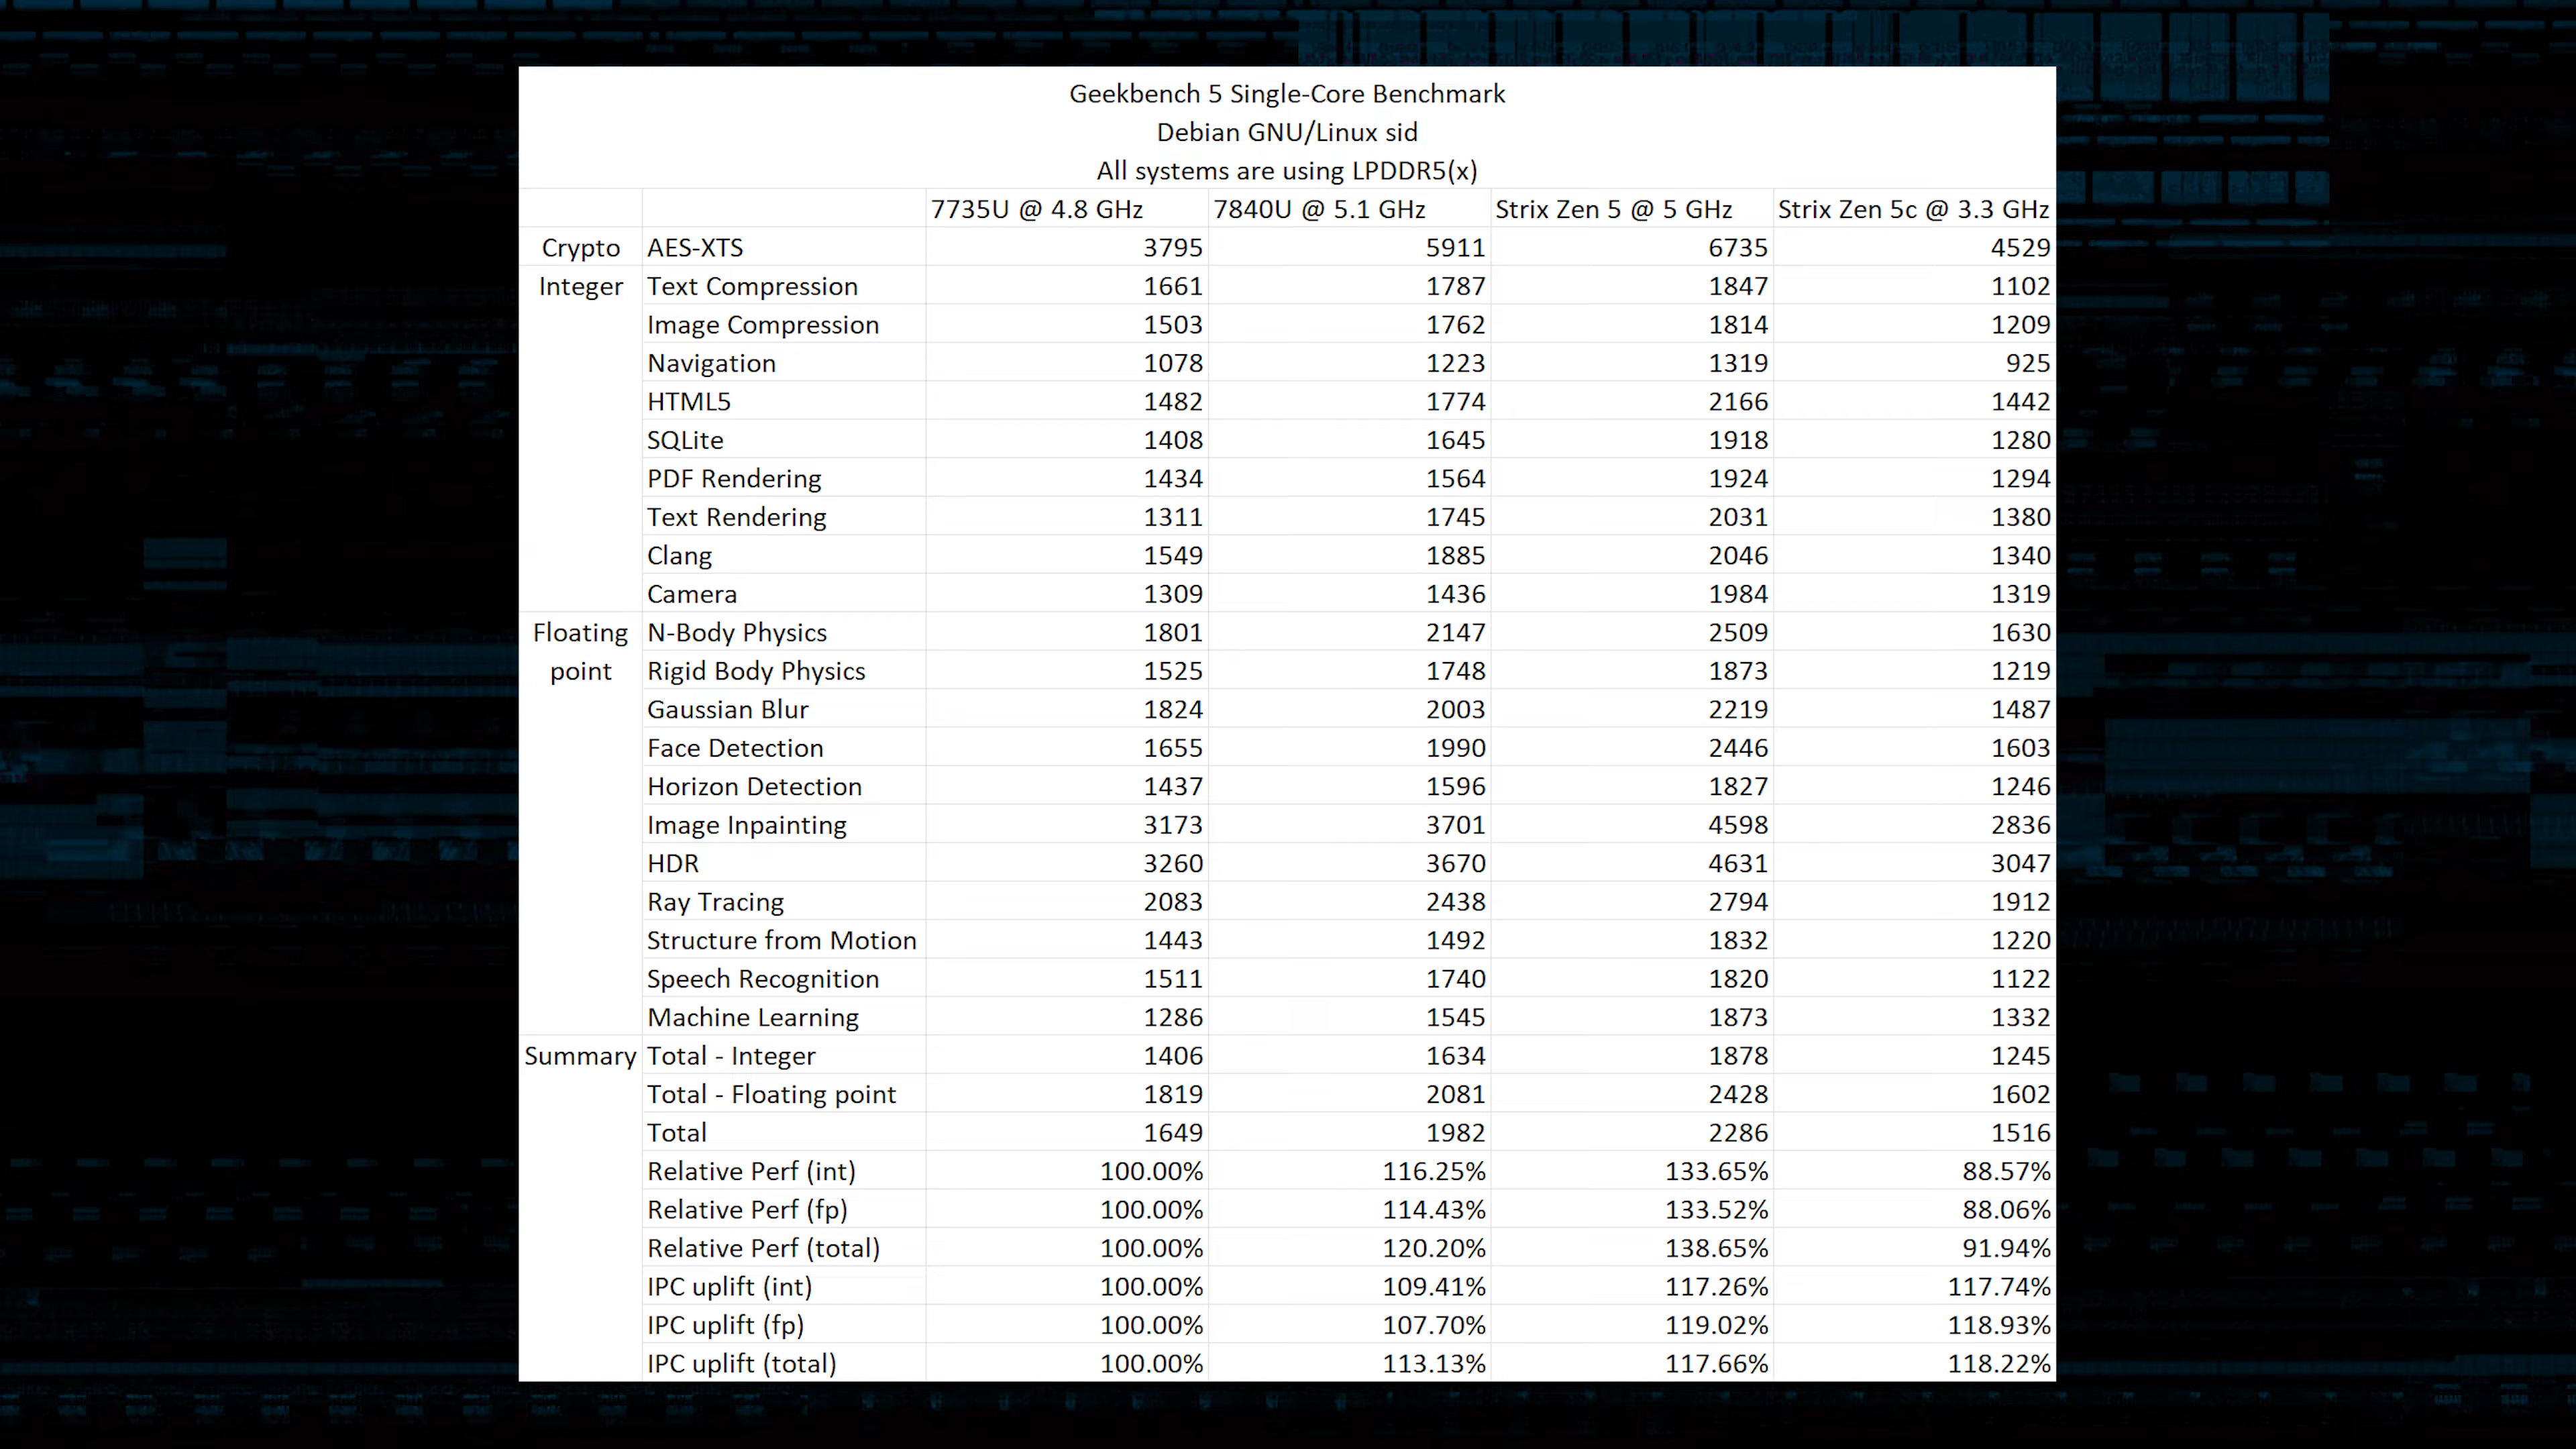 Geekbench 5 Single-Core Benchmark
Debian GNU/Linux sid
All systems are using LPDDR5(x)
7735U @ 4.8 GHz 7840U @ 5.1 GHz Strix Zen 5 @ 5 GHz Strix Zen 5c @ 3.3 GHz
Crypto AES-XTS 3795 5911 6735 4529
Integer Text Compression 1661 1787 1847 1102
Image Compression 1503 1762 1814 1209
Navigation 1078 1223 1319 925
HTML5 1482 1774 2166 1442
SQLite 1408 1645 1918 1280
PDF Rendering 1434 1564 1924 1294
Text Rendering 1311 1745 2031 1380
Clang 1549 1885 2046 1340
Camera 1309 1436 1984 1319
Floating N-Body Physics 1801 2147 2509 1630
point Rigid Body Physics 1525 1748 1873 1219
Gaussian Blur 1824 2003 2219 1487
Face Detection 1655 1990 2446 1603
Horizon Detection 1437 1596 1827 1246
Image Inpainting 3173 3701 4598 2836
HDR 3260 3670 4631 3047
Ray Tracing 2083 2438 2794 1912
Structure from Motion 1443 1492 1832 1220
Speech Recognition 1511 1740 1820 1122
Machine Learning 1286 1545 1873 1332
Summary Total - Integer 1406 1634 1878 1245
Total - Floating point 1819 2081 2428 1602
Total 1649 1982 2286 1516
Relative Perf (int) 100.00% 116.25% 133.65% 88.57%
Relative Perf (fp) 100.00% 114.43% 133.52% 88.06%
Relative Perf (total) 100.00% 120.20% 138.65% 91.94%
IPC uplift (int) 100.00% 109.41% 117.26% 117.74%
IPC uplift (fp) 100.00% 107.70% 119.02% 118.93%
IPC uplift (total) 100.00% 113.13% 117.66% 118.22%